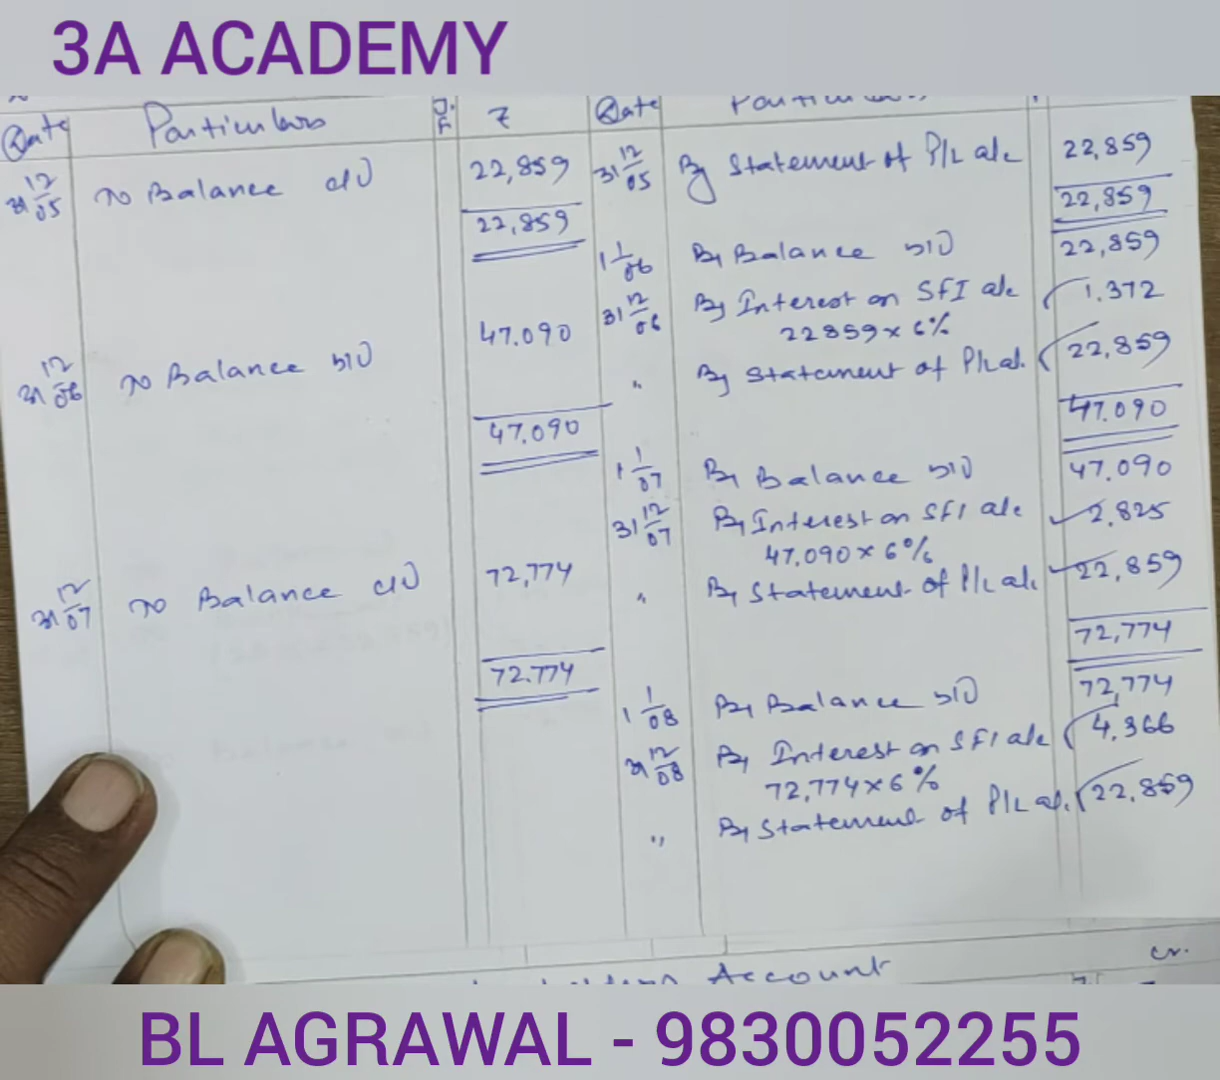 3A ACADEMY
Date Particulars J.F ₹ Date Particulars
31 12/05 To Balance c/d 22,859 31 12/05 By Statement of P/L a/c 22,859
22,859 22,859
1 1/06 By Balance b/d 22,859
31 12/06 By Interest on SFI a/c 1.372
22859 x 6%
31 12/06 To Balance b/d 47.090 " By Statement of P/L a/c. 22,859
47.090 47.090
1 1/07 By Balance b/d 47.090
31 12/07 By Interest on SFI a/c 2.825
47.090 x 6%
31 12/07 To Balance c/d 72,774 " By Statement of P/L a/c 22,859
72.774 72,774
1 1/08 By Balance b/d 72,774
31 12/08 By Interest on SFI a/c 4.366
72,774 x 6%
" By Statement of P/L a/c. 22,859
Account cr.
BL AGRAWAL - 9830052255